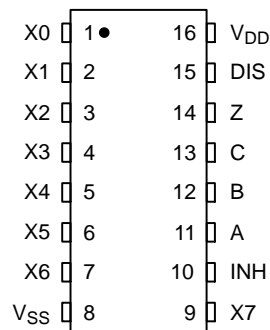 X0 1 16 VDD
X1 2 15 DIS
X2 3 14 Z
X3 4 13 C
X4 5 12 B
X5 6 11 A
X6 7 10 INH
VSS 8 9 X7